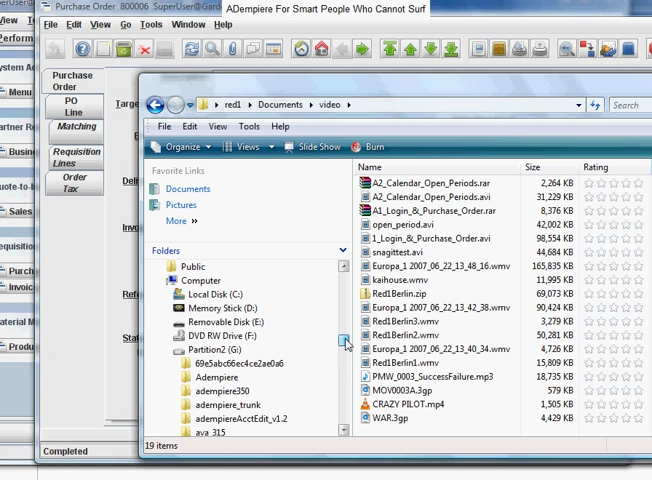 ADempiere For Smart People Who Cannot Surf
Purchase Order 800006 SuperUser@Gard
File Edit View Go Tools Window Help
Purchase Order
PO Line
Matching
Requisition Lines
Order Tax
Menu
Sales
Completed
red1 Documents video
Search
File Edit View Tools Help
Organize Views Slide Show Burn
Favorite Links
Documents
Pictures
More »
Folders
Public
Computer
Local Disk (C:)
Memory Stick (D:)
Removable Disk (E:)
DVD RW Drive (F:)
Partition2 (G:)
69e5abc66ec4ce2ae0a6
Adempiere
adempiere350
adempiere_trunk
adempiereAcctEdit_v1.2
ava 315
Name Size Rating
A2_Calendar_Open_Periods.rar 2,264 KB
A2_Calendar_Open_Periods.avi 31,229 KB
A1_Login_&_Purchase_Order.rar 8,376 KB
open_period.avi 42,002 KB
1_Login_&_Purchase_Order.avi 98,554 KB
snagittest.avi 44,684 KB
Europa_1 2007_06_22_13_48_16.wmv 165,835 KB
kaihouse.wmv 11,995 KB
Red1Berlin.zip 69,073 KB
Europa_1 2007_06_22_13_42_38.wmv 90,424 KB
Red1Berlin3.wmv 3,279 KB
Red1Berlin2.wmv 50,281 KB
Europa_1 2007_06_22_13_40_34.wmv 4,726 KB
Red1Berlin1.wmv 15,809 KB
PMW_0003_SuccessFailure.mp3 18,735 KB
MOV0003A.3gp 579 KB
CRAZY PILOT.mp4 1,505 KB
WAR.3gp 4,429 KB
19 items